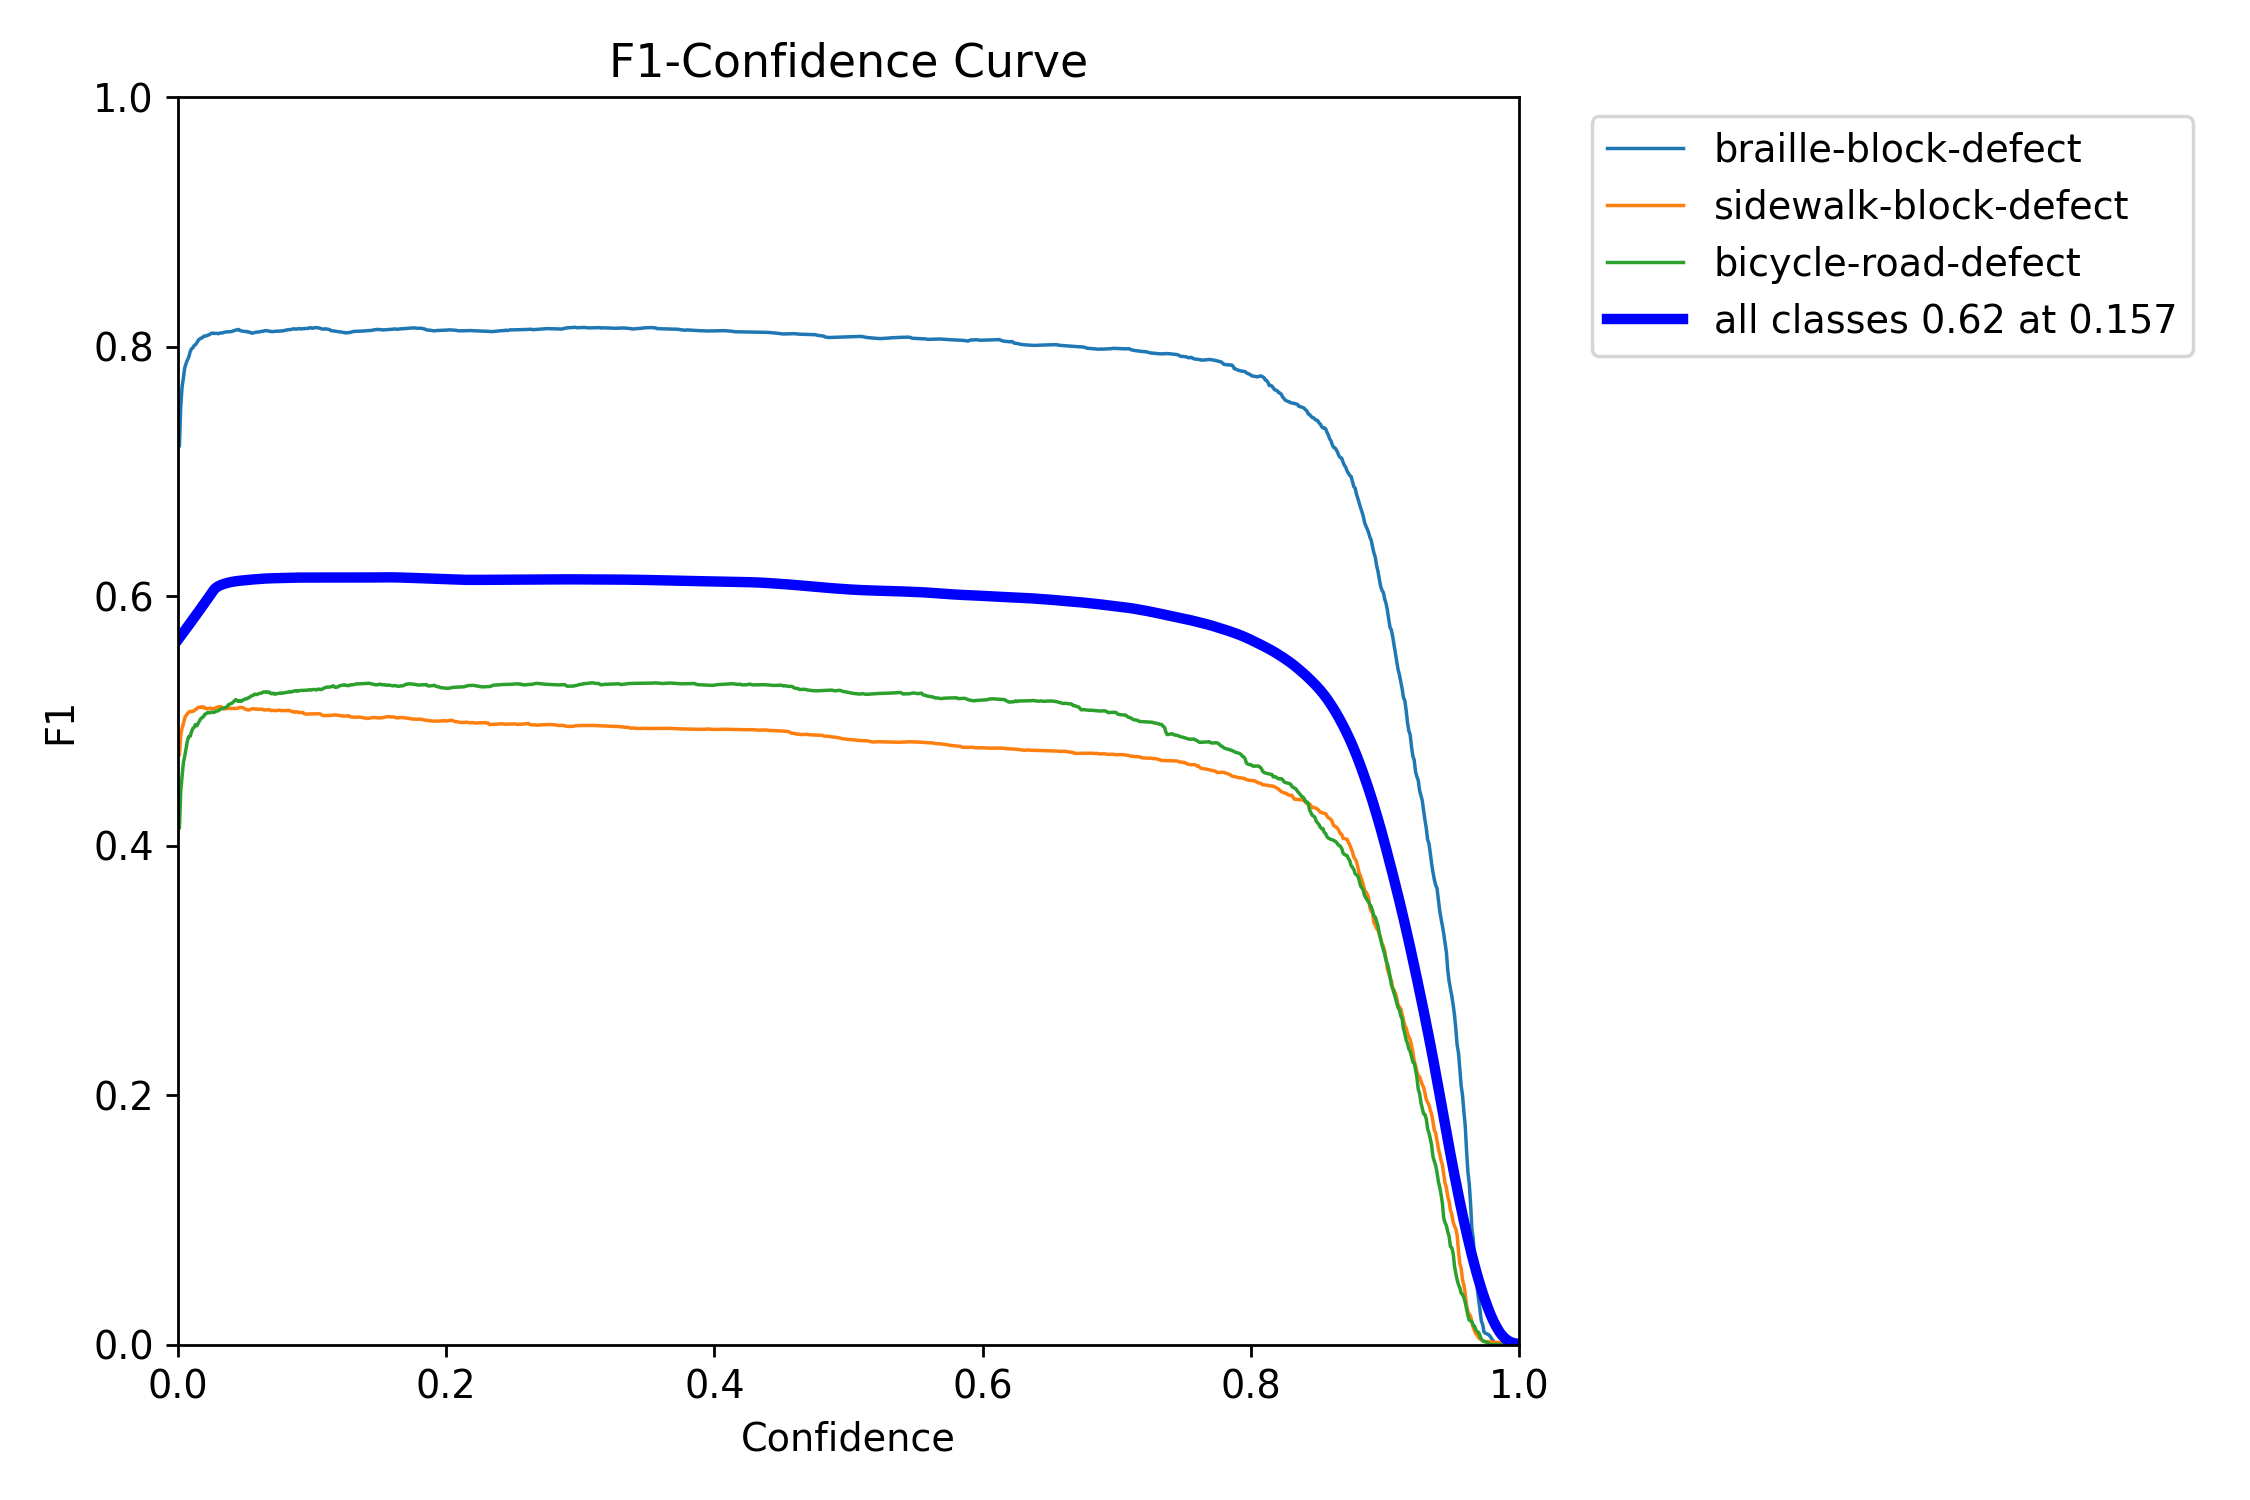 F1-Confidence Curve
1.0
0.8
0.6
0.4
0.2
0.0
F1
0.0 0.2 0.4 0.6 0.8 1.0
Confidence
braille-block-defect
sidewalk-block-defect
bicycle-road-defect
all classes 0.62 at 0.157